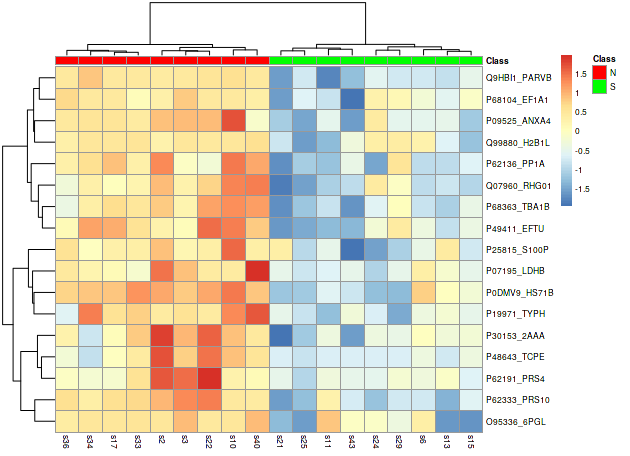 Class
Q9HBI1_PARVB
P68104_EF1A1
P09525_ANXA4
Q99880_H2B1L
P62136_PP1A
Q07960_RHG01
P68363_TBA1B
P49411_EFTU
P25815_S100P
P07195_LDHB
P0DMV9_HS71B
P19971_TYPH
P30153_2AAA
P48643_TCPE
P62191_PRS4
P62333_PRS10
O95336_6PGL
s36 s34 s17 s33 s2 s3 s22 s10 s40 s21 s25 s11 s43 s24 s29 s6 s13 s15
1.5
1
0.5
0
-0.5
-1
-1.5
Class
N
S